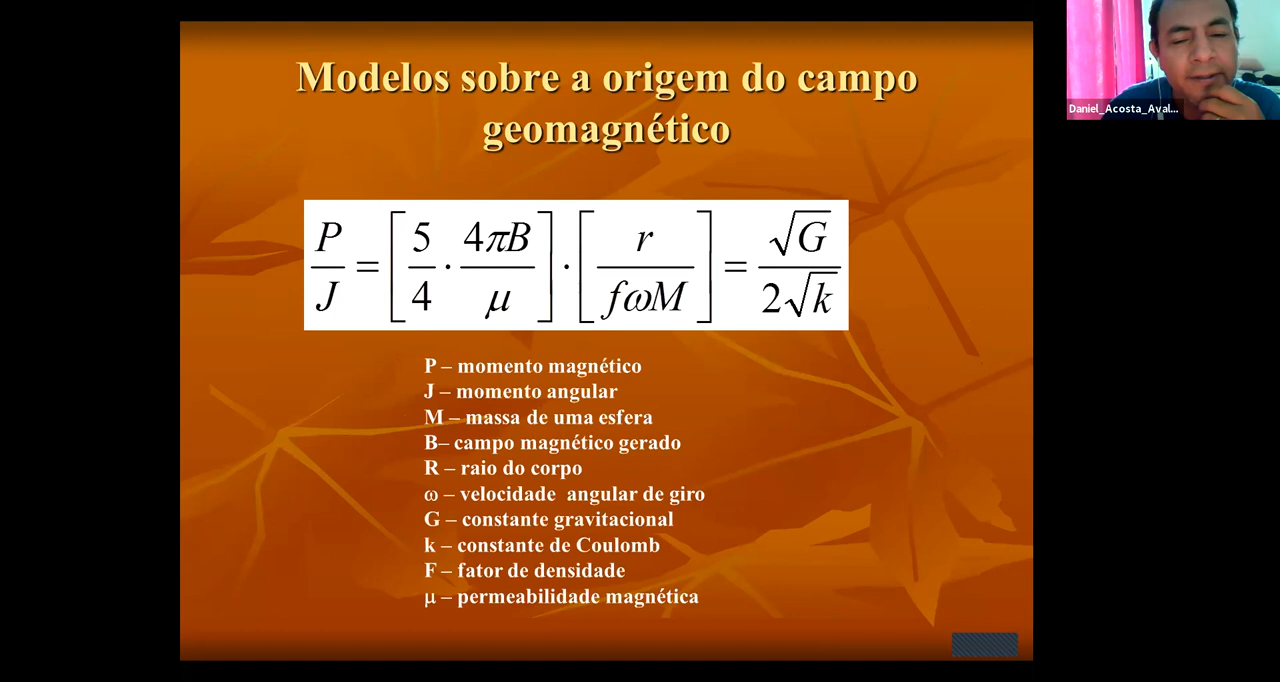 Modelos sobre a origem do campo
geomagnético
P/J = [5/4 · 4πB/μ] · [r/fωM] = √G/2√k
P – momento magnético
J – momento angular
M – massa de uma esfera
B– campo magnético gerado
R – raio do corpo
ω – velocidade angular de giro
G – constante gravitacional
k – constante de Coulomb
F – fator de densidade
μ – permeabilidade magnética
Daniel_Acosta_Aval...